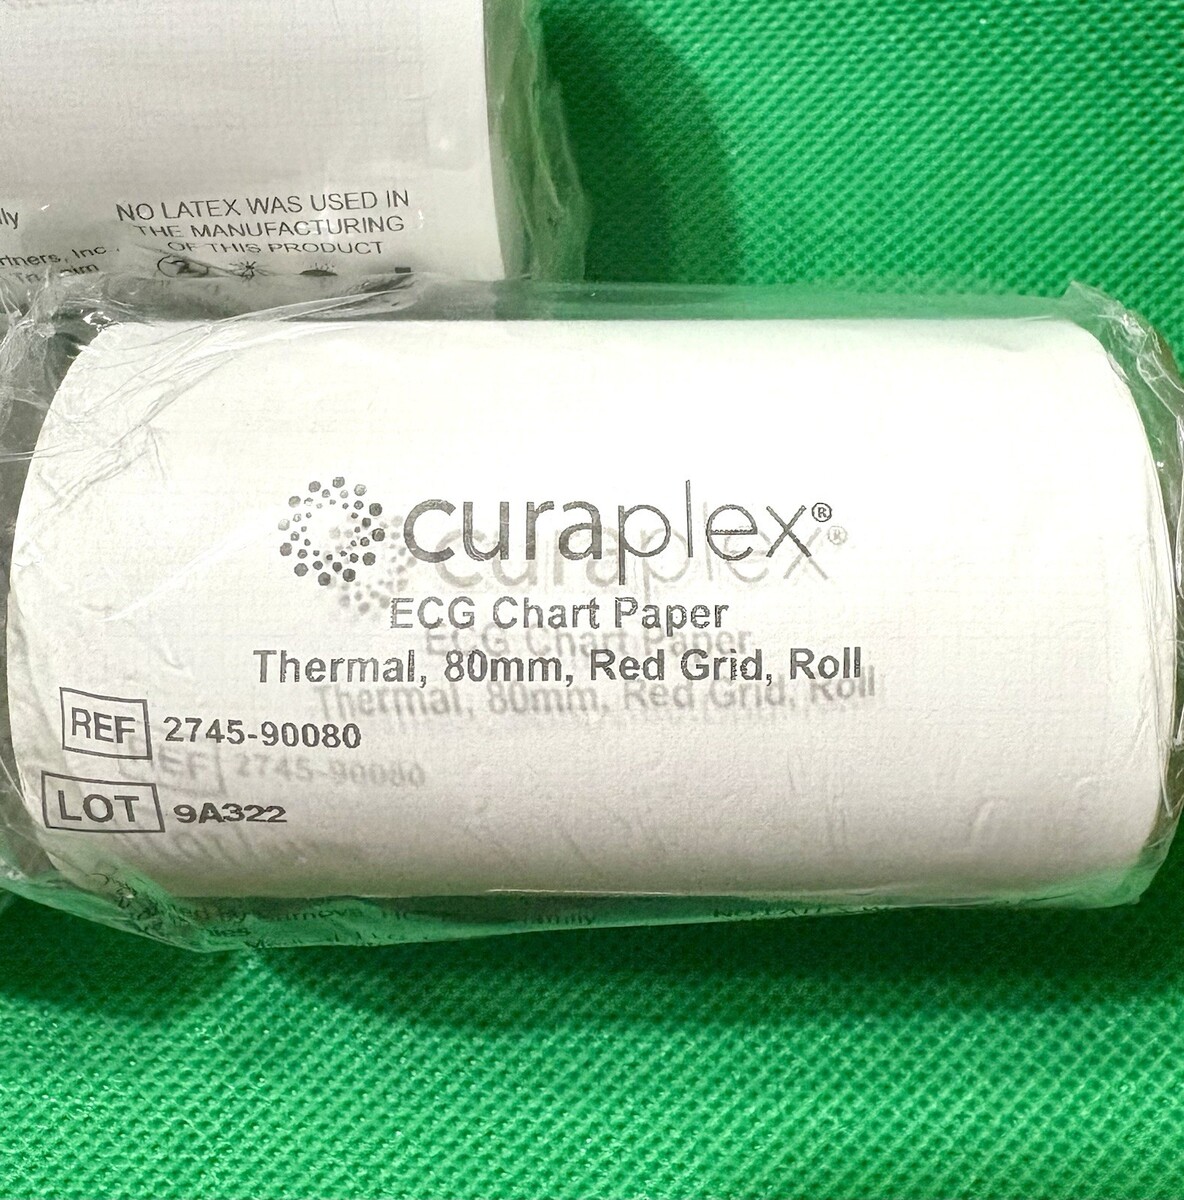 NO LATEX WAS USED IN
THE MANUFACTURING
OF THIS PRODUCT
Inc
curaplex®
ECG Chart Paper
Thermal, 80mm, Red Grid, Roll
REF 2745-90080
LOT 9A322